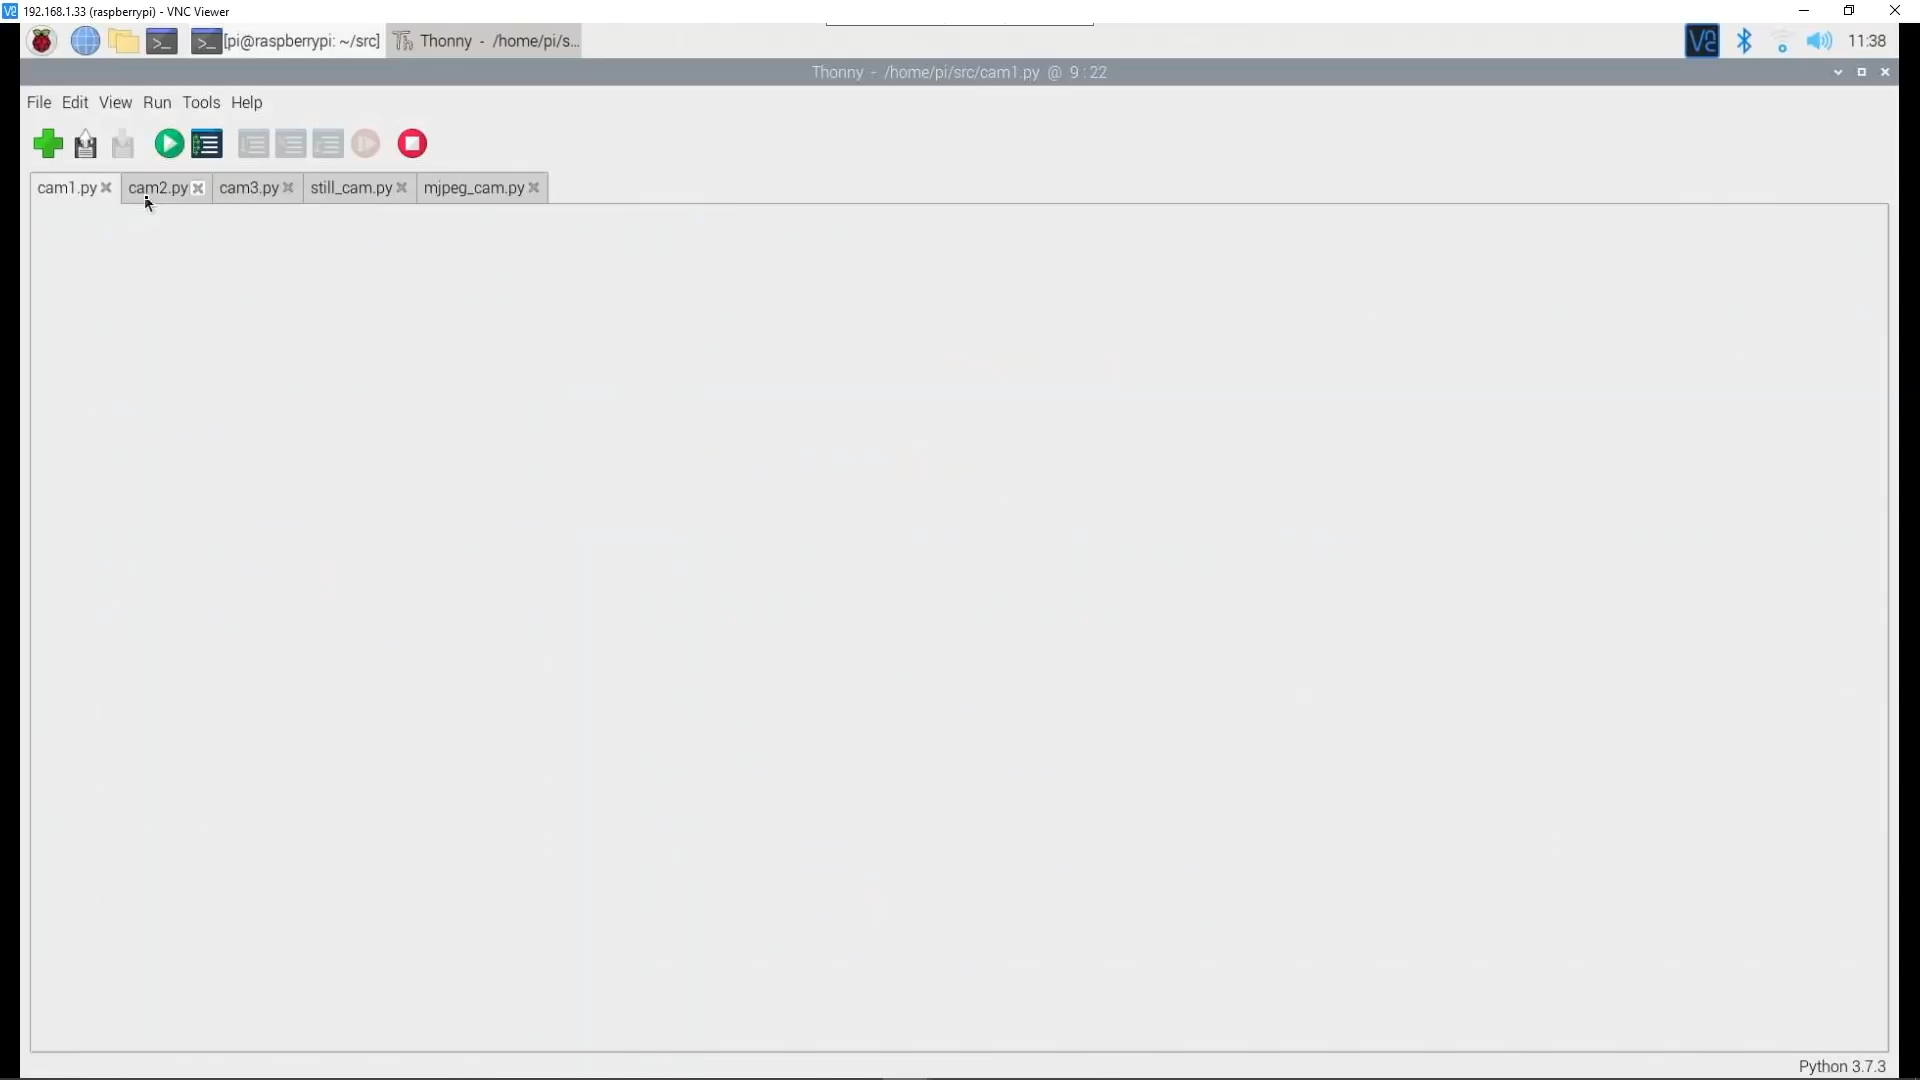 192.168.1.33 (raspberrypi) - VNC Viewer
[pi@raspberrypi: ~/src] Thonny - /home/pi/s... 11:38
Thonny - /home/pi/src/cam1.py @ 9:22
File Edit View Run Tools Help
cam1.py cam2.py cam3.py still_cam.py mjpeg_cam.py
Python 3.7.3